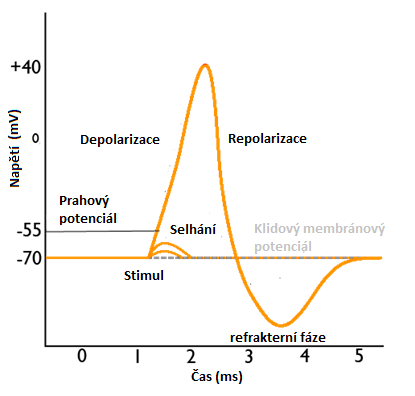 +40
Napětí (mV)
0
Depolarizace
Repolarizace
Prahový
potenciál
-55
Selhání
Klidový membránový
potenciál
-70
Stimul
refrakterní fáze
0 1 2 3 4 5
Čas (ms)